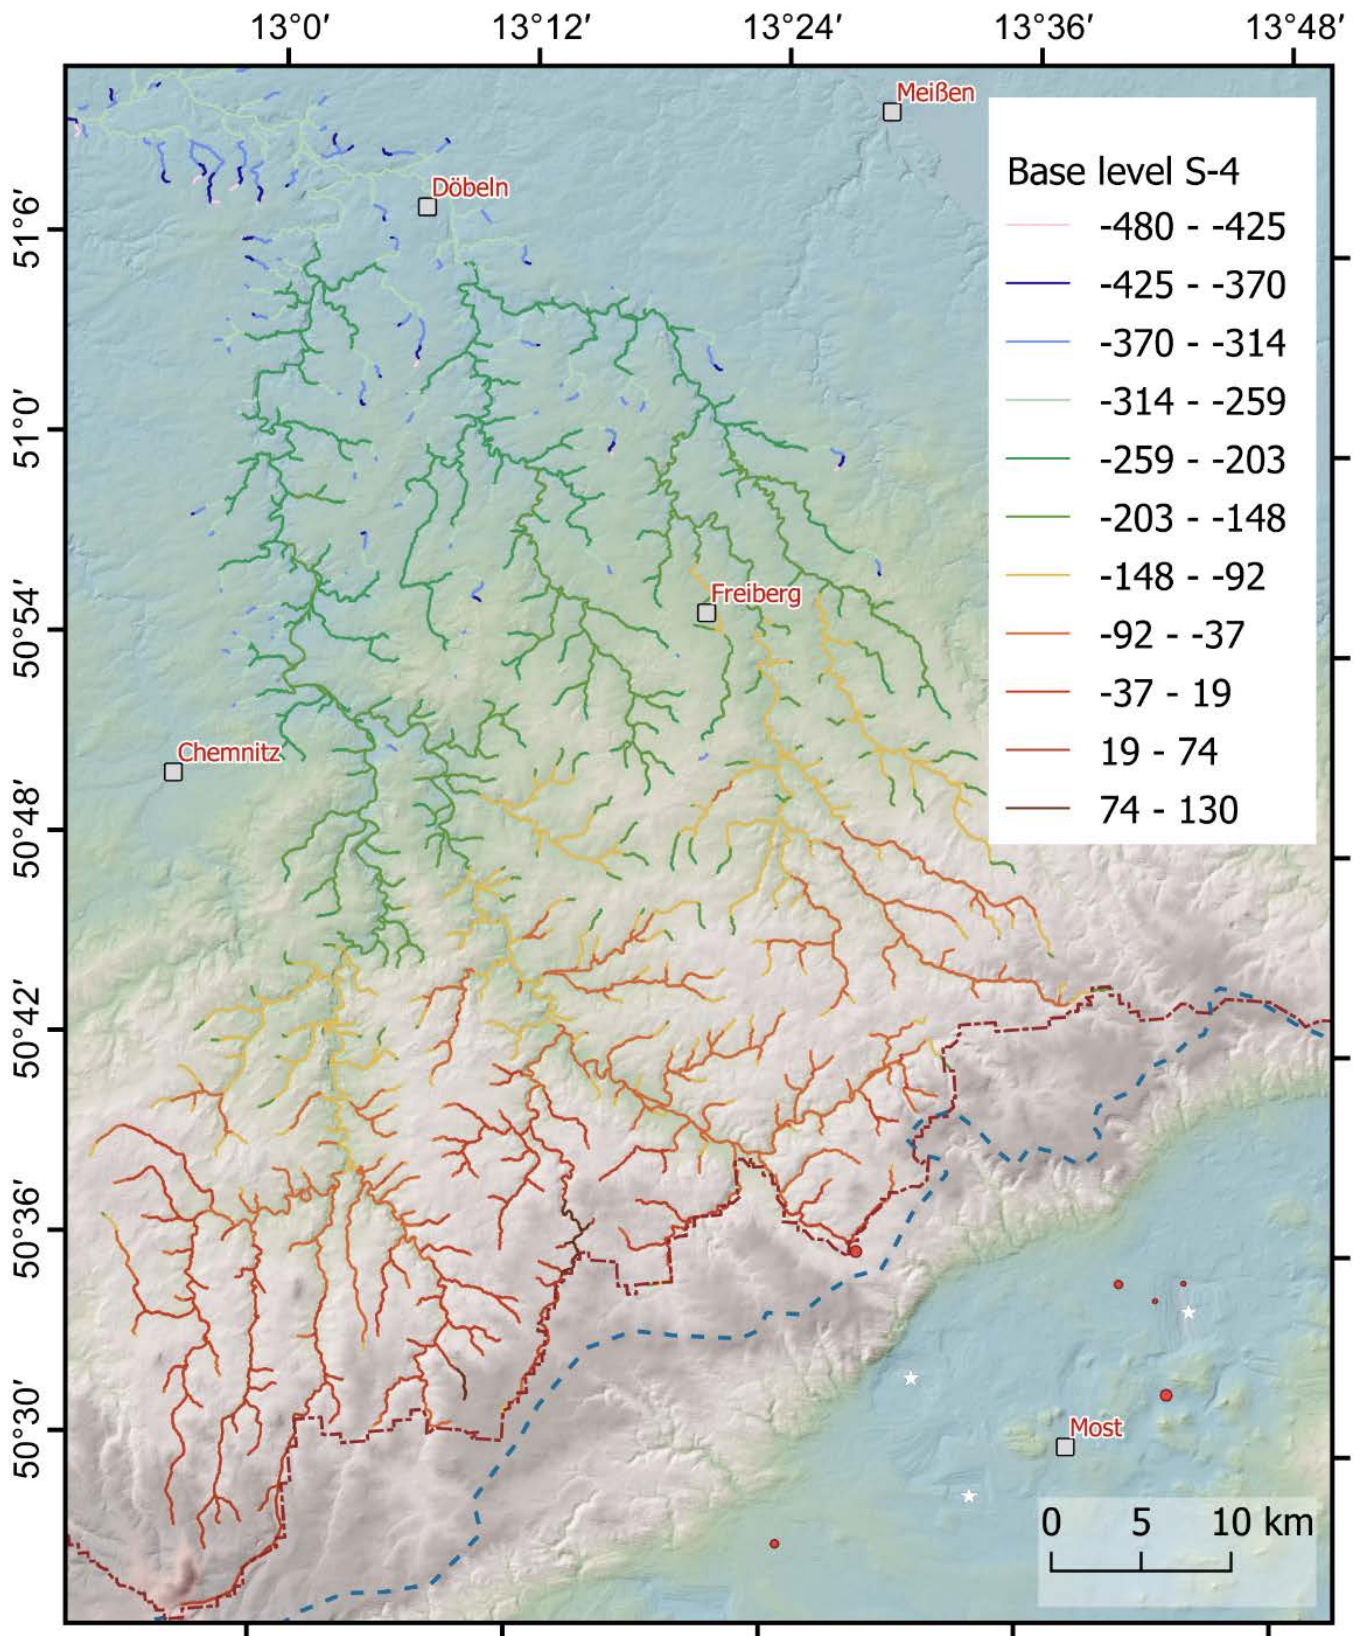 13°0′ 13°12′ 13°24′ 13°36′ 13°48′
Meißen
Base level S-4
-480 - -425
Döbeln
51°6′
-425 - -370
-370 - -314
-314 - -259
51°0′
-259 - -203
-203 - -148
-148 - -92
Freiberg
50°54′
-92 - -37
-37 - 19
Chemnitz
19 - 74
50°48′
74 - 130
50°42′
50°36′
50°30′
Most
0 5 10 km